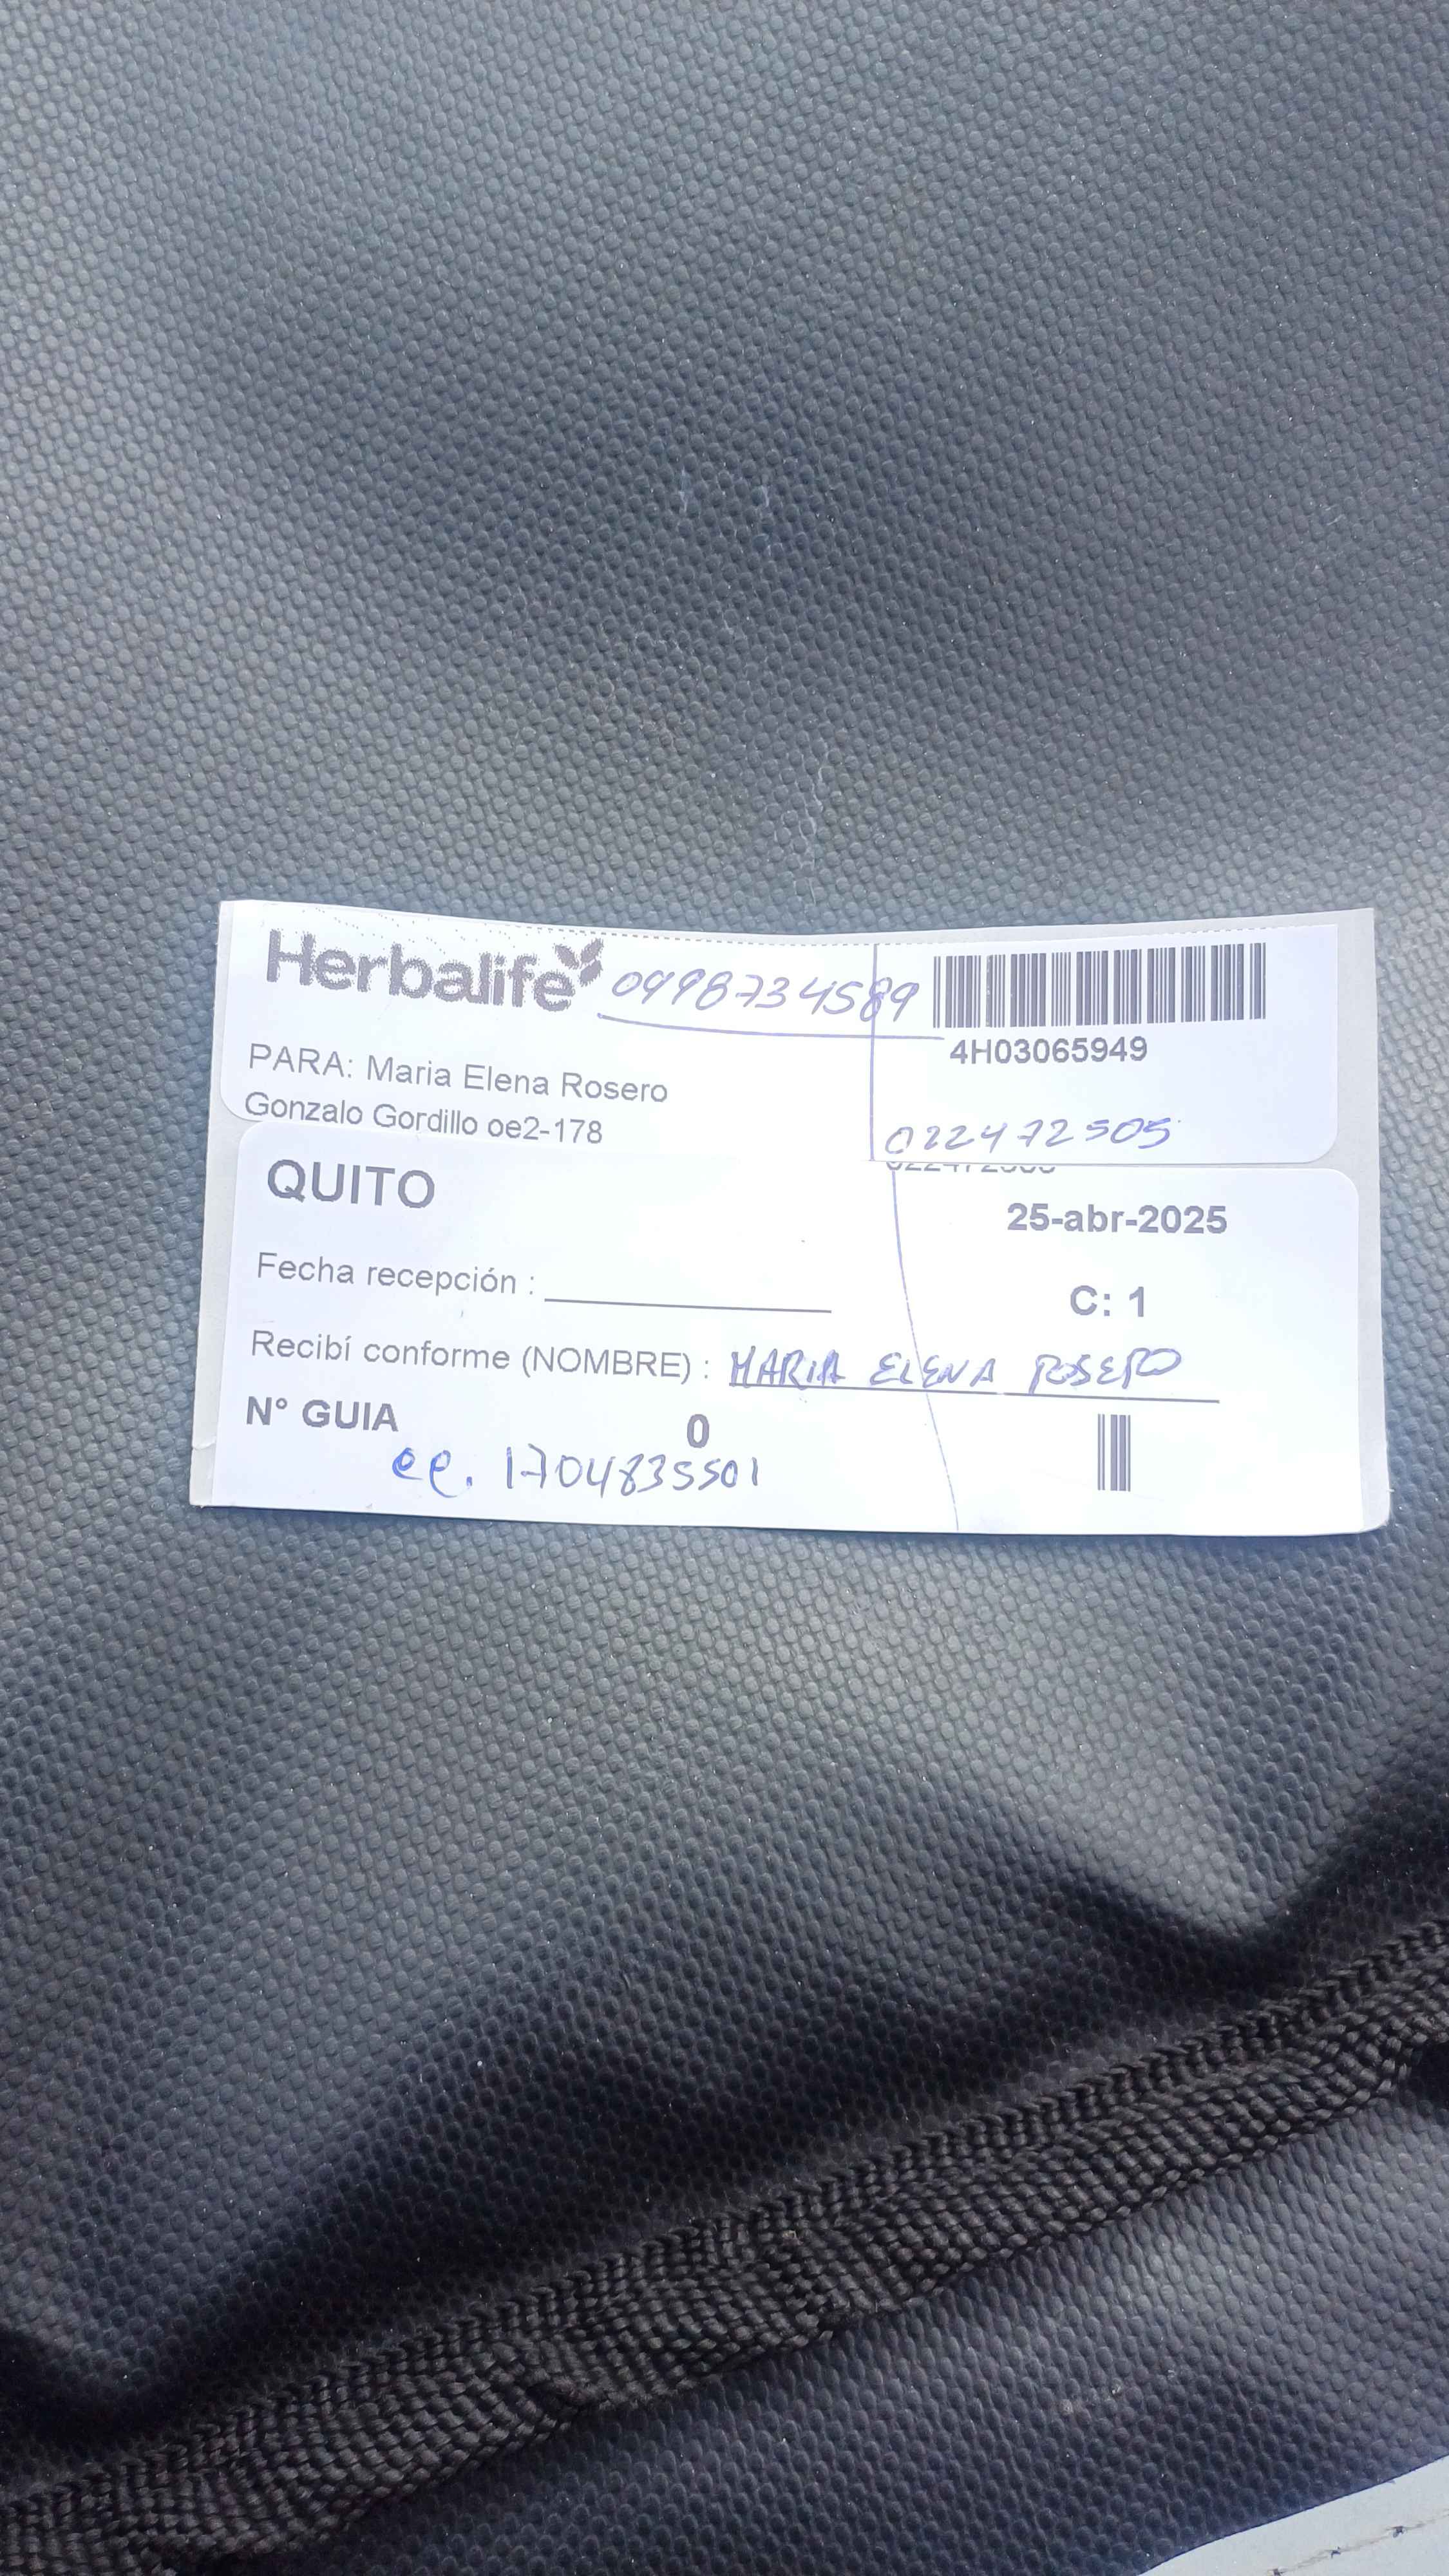 Herbalife 0998734589
4H03065949
PARA: Maria Elena Rosero
Gonzalo Gordillo oe2-178
022472505
QUITO
25-abr-2025
Fecha recepción :
C: 1
Recibí conforme (NOMBRE) : MARIA ELENA ROSERO
N° GUIA 0
cc. 1704835501